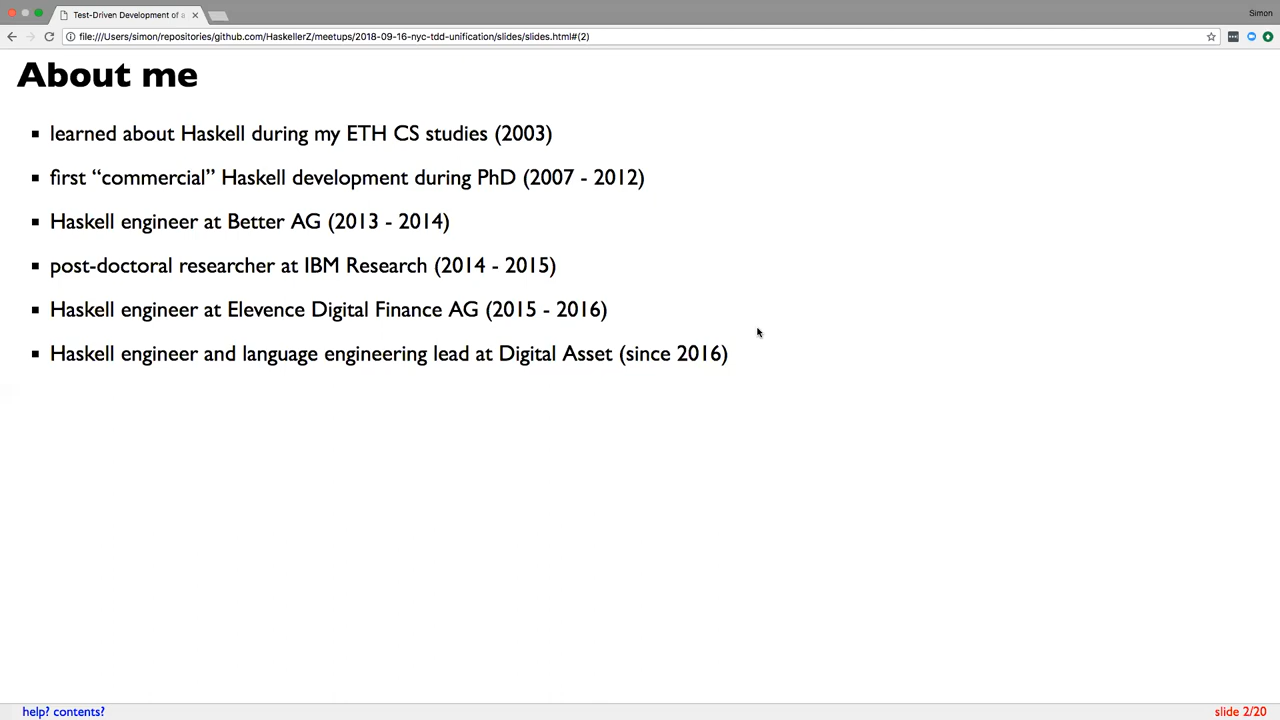 Test-Driven Development of a
Simon
file:///Users/simon/repositories/github.com/HaskellerZ/meetups/2018-09-16-nyc-tdd-unification/slides/slides.html#(2)
About me
learned about Haskell during my ETH CS studies (2003)
first “commercial” Haskell development during PhD (2007 - 2012)
Haskell engineer at Better AG (2013 - 2014)
post-doctoral researcher at IBM Research (2014 - 2015)
Haskell engineer at Elevence Digital Finance AG (2015 - 2016)
Haskell engineer and language engineering lead at Digital Asset (since 2016)
help? contents?
slide 2/20